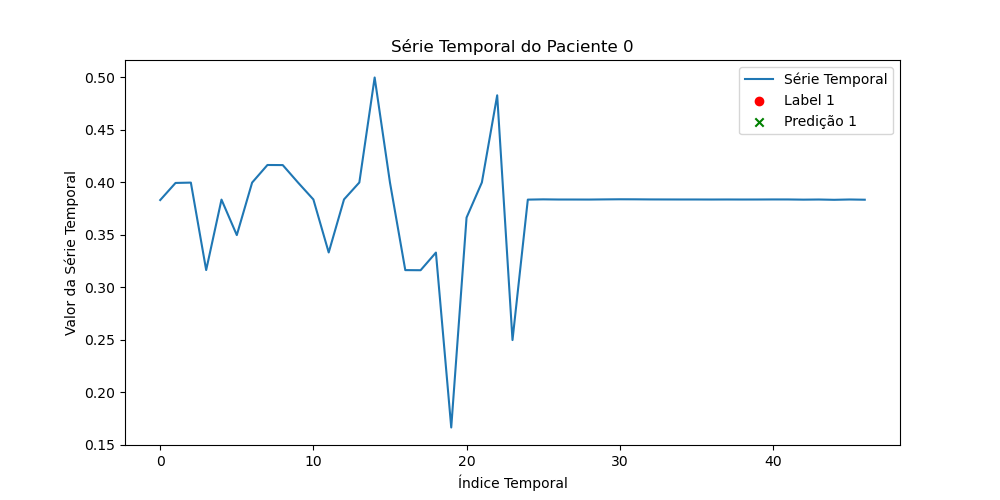 Série Temporal do Paciente 0
Valor da Série Temporal
0.50
0.45
0.40
0.35
0.30
0.25
0.20
0.15
Série Temporal
Label 1
Predição 1
0 10 20 30 40
Índice Temporal